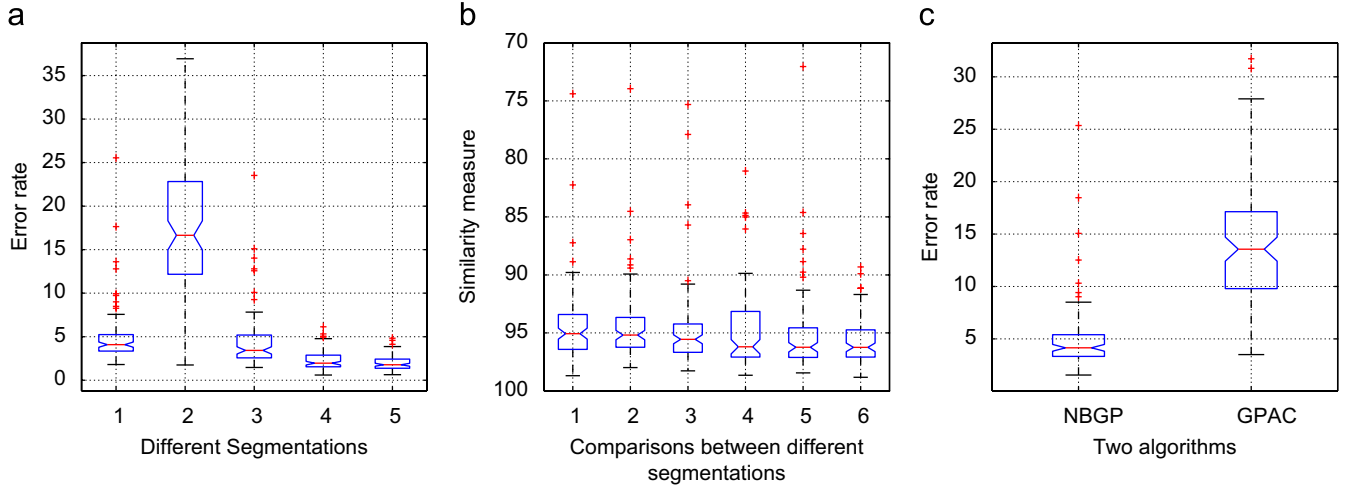 a
35
30
25
20
15
10
5
0
Error rate
1 2 3 4 5
Different Segmentations
b
70
75
80
85
90
95
100
Similarity measure
1 2 3 4 5 6
Comparisons between different
segmentations
c
30
25
20
15
10
5
Error rate
NBGP GPAC
Two algorithms